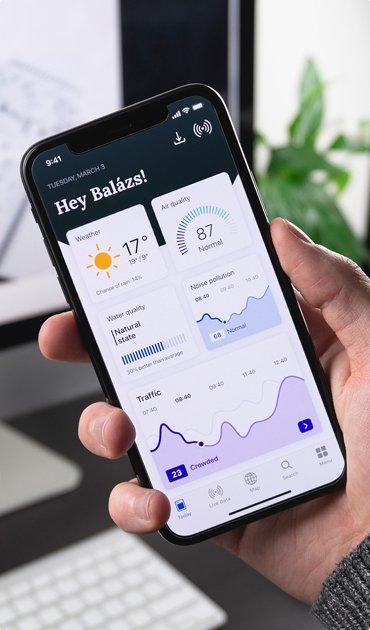 9:41
TUESDAY, MARCH 3
Hey Balázs!
Weather
17°
19° / 9°
Chance of rain 14%
Air quality
87
Normal
Water quality
Natural
state
30% better than avarage
Noise pollution
08:40 09:40 10:40
68 Normal
Traffic
07:40 08:40 09:40 11:40 12:40
23 Crowded
Today Live Data Map Search Menu